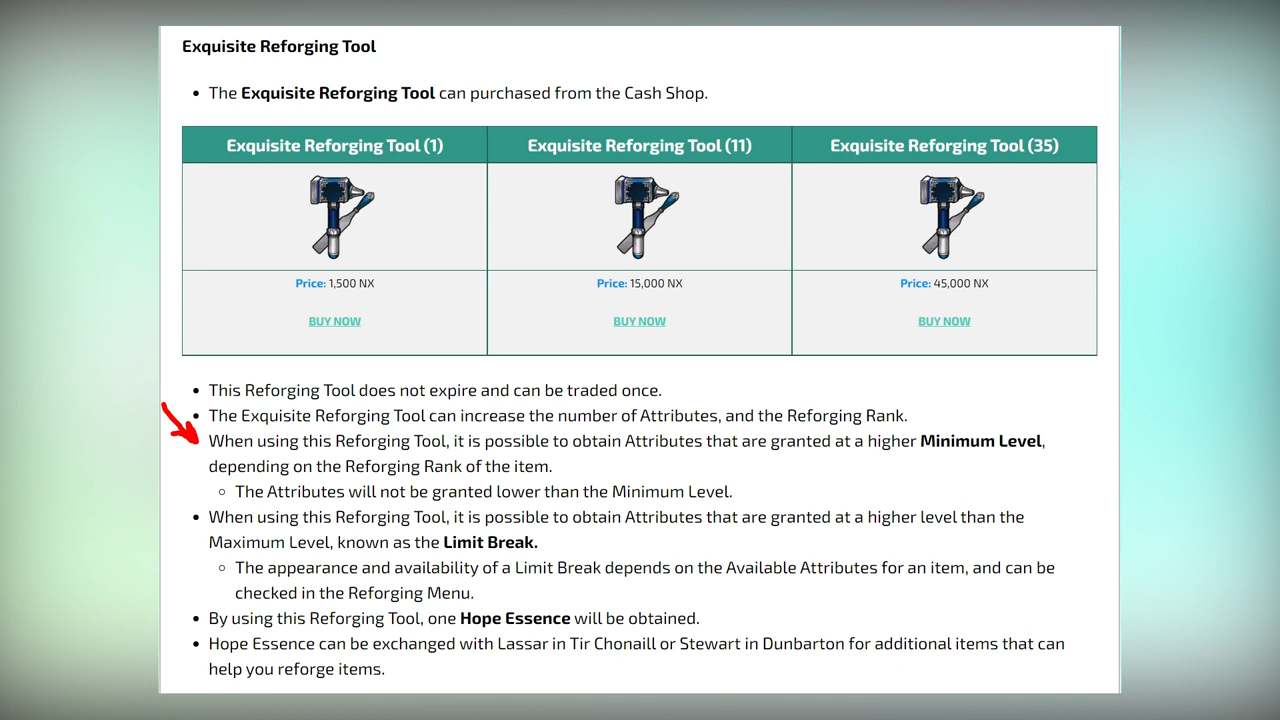 Exquisite Reforging Tool
• The Exquisite Reforging Tool can purchased from the Cash Shop.
Exquisite Reforging Tool (1)
Exquisite Reforging Tool (11)
Exquisite Reforging Tool (35)
Price: 1,500 NX
Price: 15,000 NX
Price: 45,000 NX
BUY NOW
BUY NOW
BUY NOW
• This Reforging Tool does not expire and can be traded once.
• The Exquisite Reforging Tool can increase the number of Attributes, and the Reforging Rank.
When using this Reforging Tool, it is possible to obtain Attributes that are granted at a higher Minimum Level,
depending on the Reforging Rank of the item.
◦ The Attributes will not be granted lower than the Minimum Level.
• When using this Reforging Tool, it is possible to obtain Attributes that are granted at a higher level than the
Maximum Level, known as the Limit Break.
◦ The appearance and availability of a Limit Break depends on the Available Attributes for an item, and can be
checked in the Reforging Menu.
• By using this Reforging Tool, one Hope Essence will be obtained.
• Hope Essence can be exchanged with Lassar in Tir Chonaill or Stewart in Dunbarton for additional items that can
help you reforge items.